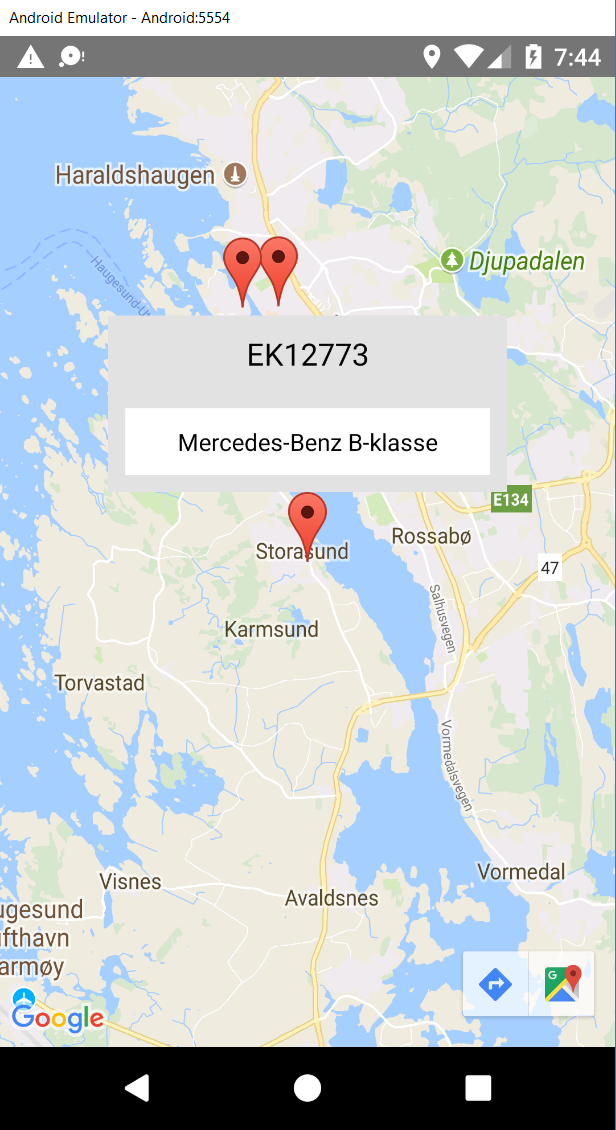 Android Emulator - Android:5554
7:44
Haraldshaugen
Djupadalen
Haugesund-Ut
EK12773
Mercedes-Benz B-klasse
E134
Rossabø
Storasund
47
Salhusvegen
Karmsund
Torvastad
Vormedalsvegen
Vormedal
Visnes
Avaldsnes
ugesund
fthavn
armøy
G
Google